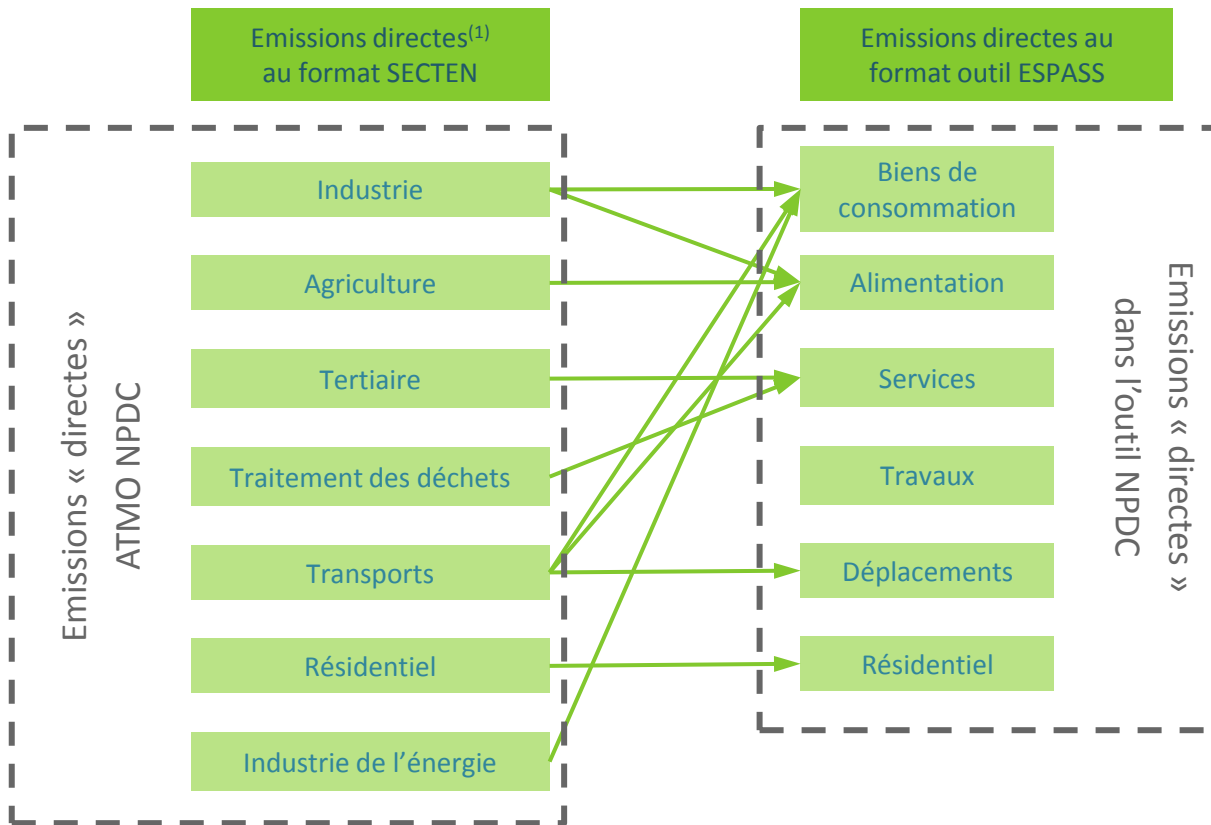 Emissions directes(1)
au format SECTEN
Emissions directes au
format outil ESPASS
Emissions « directes »
ATMO NPDC
Industrie
Agriculture
Tertiaire
Traitement des déchets
Transports
Résidentiel
Industrie de l’énergie
Biens de
consommation
Alimentation
Services
Travaux
Déplacements
Résidentiel
Emissions « directes »
dans l’outil NPDC